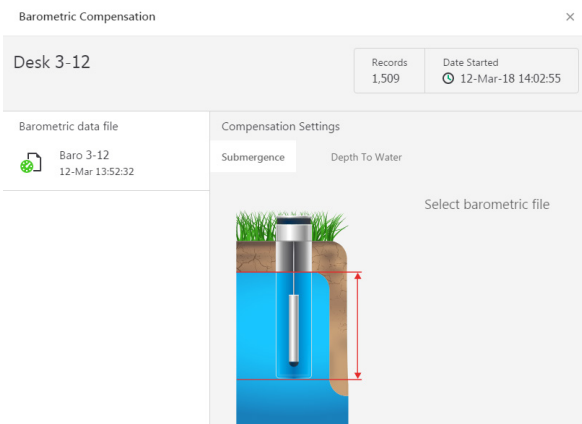 Barometric Compensation
Desk 3-12
Records
1,509
Date Started
12-Mar-18 14:02:55
Barometric data file
Baro 3-12
12-Mar 13:52:32
Compensation Settings
Submergence
Depth To Water
Select barometric file